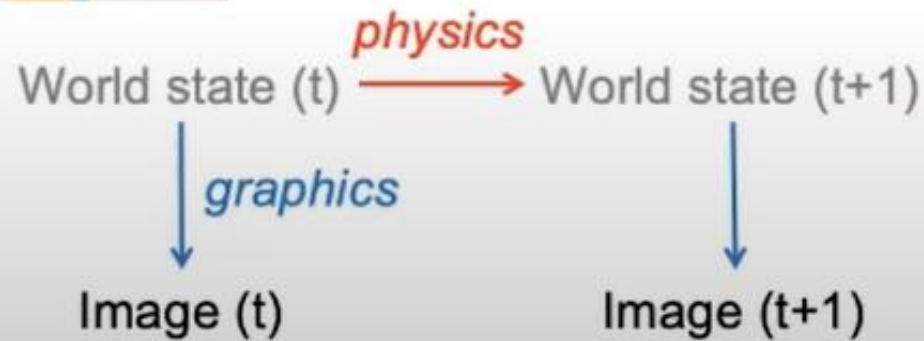 physics
World state (t) World state (t+1)
graphics
Image (t) Image (t+1)